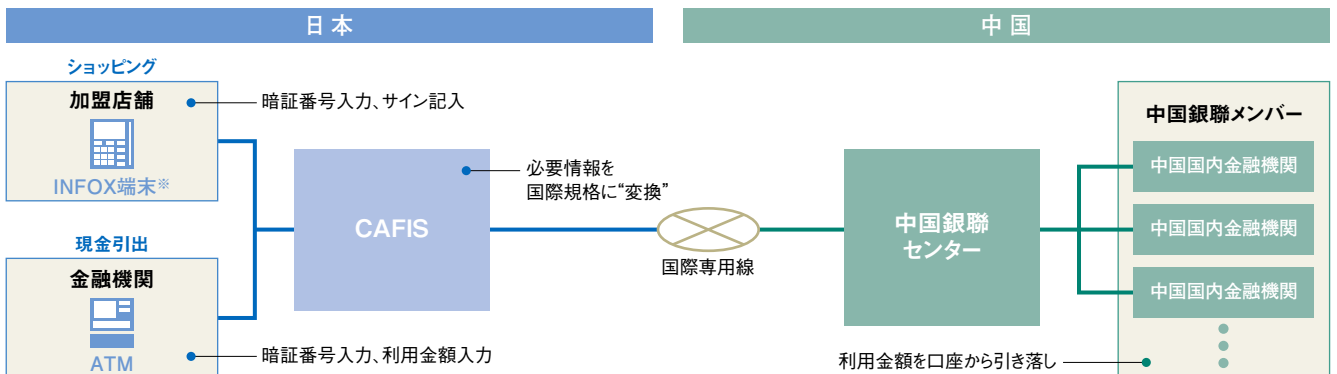 日本
中国
ショッピング
加盟店舗
INFOX端末※
暗証番号入力、サイン記入
現金引出
金融機関
ATM
暗証番号入力、利用金額入力
CAFIS
必要情報を
国際規格に“変換”
国際専用線
中国銀聯
センター
中国銀聯メンバー
中国国内金融機関
中国国内金融機関
中国国内金融機関
利用金額を口座から引き落し